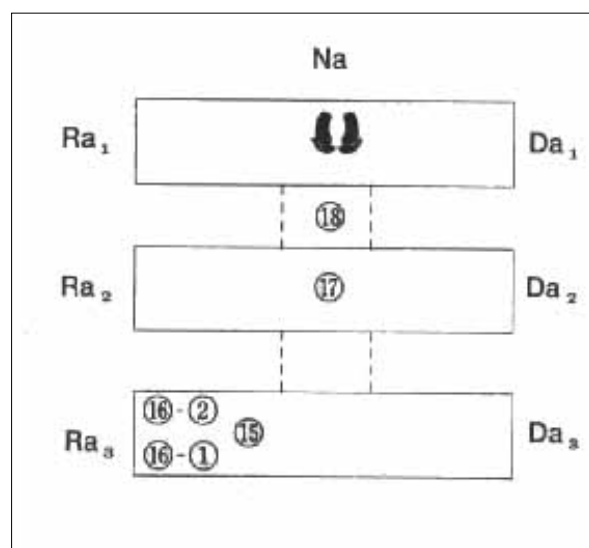 Na
Ra₁ Da₁
⑱
Ra₂ ⑰ Da₂
⑯-②
⑮
Ra₃ Da₃
⑯-①